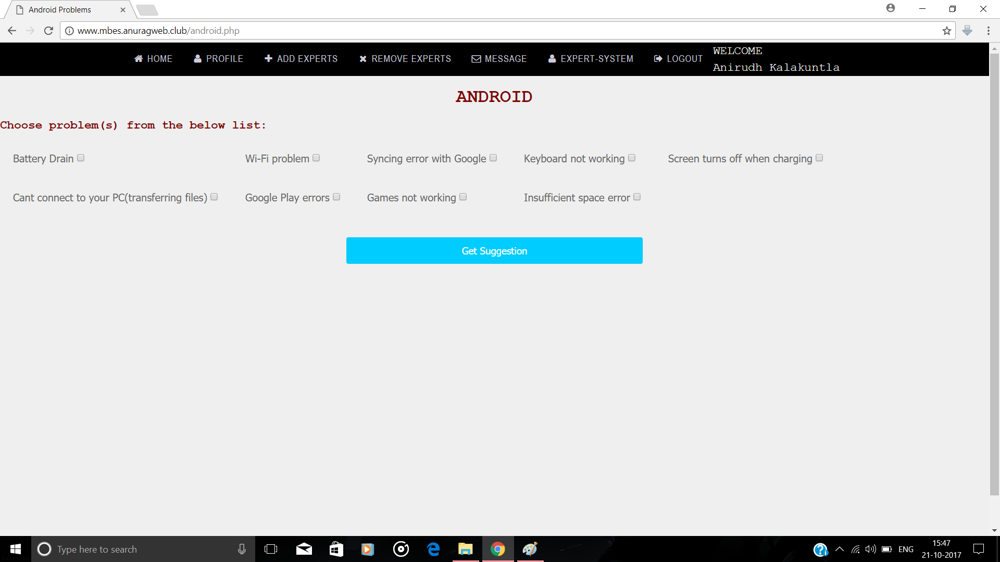 Android Problems
www.mbes.anuragweb.club/android.php
HOME PROFILE ADD EXPERTS REMOVE EXPERTS MESSAGE EXPERT-SYSTEM LOGOUT
WELCOME
Anirudh Kalakuntla
ANDROID
Choose problem(s) from the below list:
Battery Drain Wi-Fi problem Syncing error with Google Keyboard not working Screen turns off when charging
Cant connect to your PC(transferring files) Google Play errors Games not working Insufficient space error
Get Suggestion
Type here to search
ENG
15:47
21-10-2017